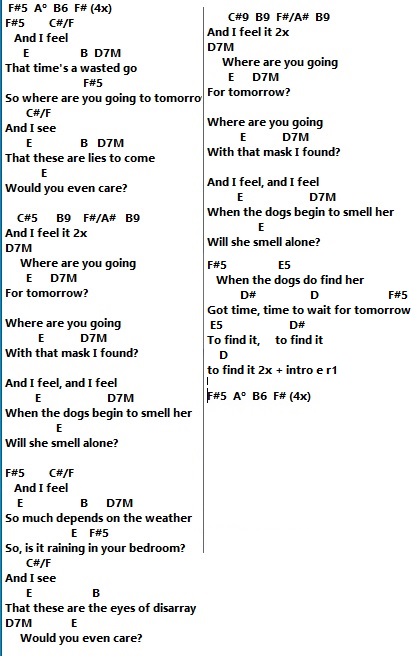 F#5 A° B6 F# (4x)
F#5 C#/F
And I feel
E B D7M
That time's a wasted go
F#5
So where are you going to tomorro
C#/F
And I see
E B D7M
That these are lies to come
E
Would you even care?
C#5 B9 F#/A# B9
And I feel it 2x
D7M
Where are you going
E D7M
For tomorrow?
Where are you going
E D7M
With that mask I found?
And I feel, and I feel
E D7M
When the dogs begin to smell her
E
Will she smell alone?
F#5 C#/F
And I feel
E B D7M
So much depends on the weather
E F#5
So, is it raining in your bedroom?
C#/F
And I see
E B
That these are the eyes of disarray
D7M E
Would you even care?
C#9 B9 F#/A# B9
And I feel it 2x
D7M
Where are you going
E D7M
For tomorrow?
Where are you going
E D7M
With that mask I found?
And I feel, and I feel
E D7M
When the dogs begin to smell her
E
Will she smell alone?
F#5 E5
When the dogs do find her
D# D F#5
Got time, time to wait for tomorrow
E5 D#
To find it, to find it
D
to find it 2x + intro e r1
F#5 A° B6 F# (4x)